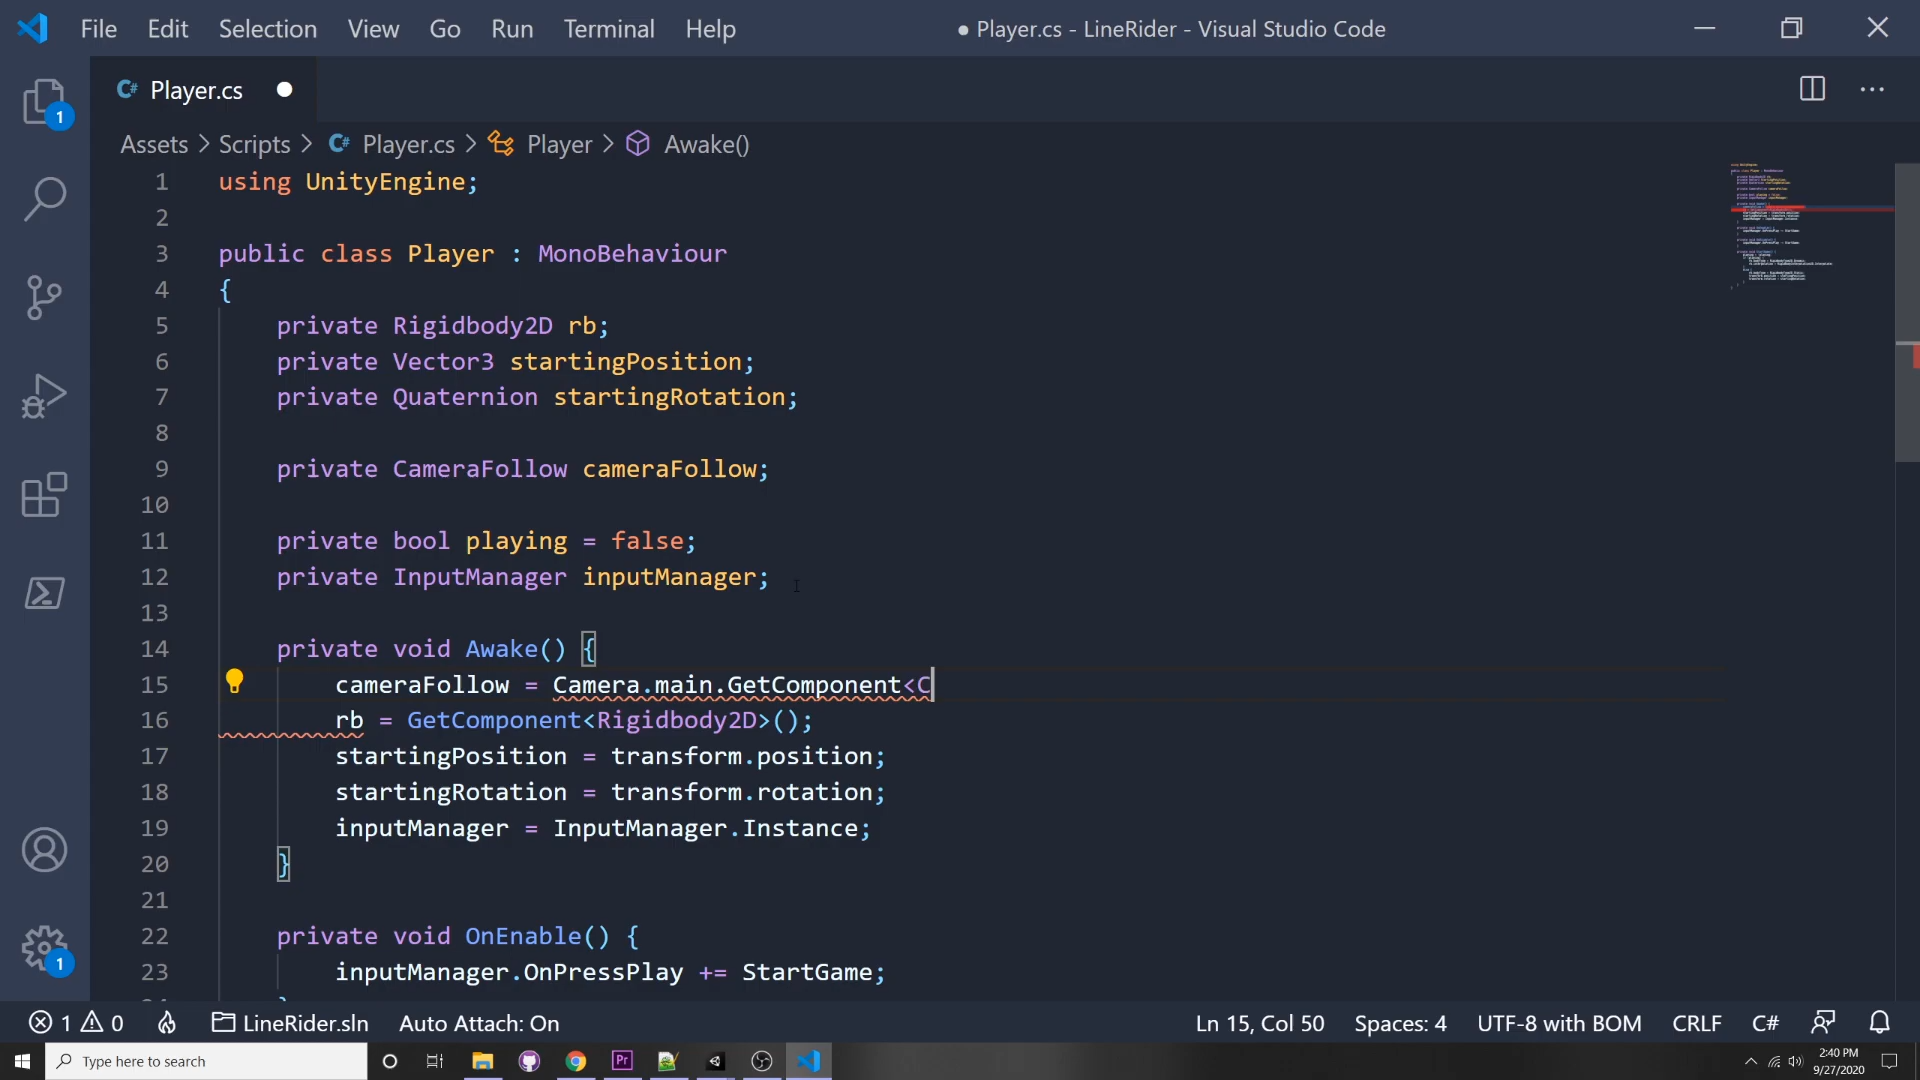 File Edit Selection View Go Run Terminal Help
● Player.cs - LineRider - Visual Studio Code
C# Player.cs ●
Assets > Scripts > C# Player.cs > Player > Awake()
1 using UnityEngine;
2
3 public class Player : MonoBehaviour
4 {
5 private Rigidbody2D rb;
6 private Vector3 startingPosition;
7 private Quaternion startingRotation;
8
9 private CameraFollow cameraFollow;
10
11 private bool playing = false;
12 private InputManager inputManager;
13
14 private void Awake() {
15 cameraFollow = Camera.main.GetComponent<C
16 rb = GetComponent<Rigidbody2D>();
17 startingPosition = transform.position;
18 startingRotation = transform.rotation;
19 inputManager = InputManager.Instance;
20 }
21
22 private void OnEnable() {
23 inputManager.OnPressPlay += StartGame;
1
1
1 0 LineRider.sln Auto Attach: On Ln 15, Col 50 Spaces: 4 UTF-8 with BOM CRLF C#
Type here to search
Pr
2:40 PM
9/27/2020